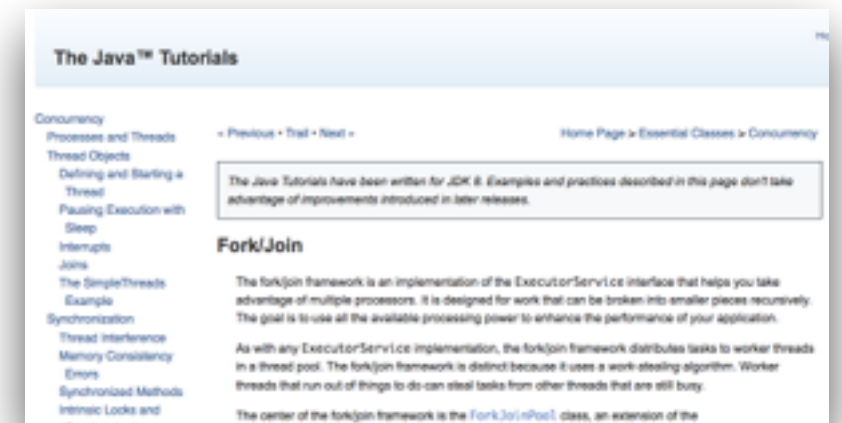 The Java™ Tutorials
Concurrency
Processes and Threads
Thread Objects
Defining and Starting a
Thread
Pausing Execution with
Sleep
Interrupts
Joins
The SimpleThreads
Example
Synchronization
Thread Interference
Memory Consistency
Errors
Synchronized Methods
Intrinsic Locks and
« Previous • Trail • Next »
Home Page > Essential Classes > Concurrency
The Java Tutorials have been written for JDK 8. Examples and practices described in this page don't take
advantage of improvements introduced in later releases.
Fork/Join
The fork/join framework is an implementation of the ExecutorService interface that helps you take
advantage of multiple processors. It is designed for work that can be broken into smaller pieces recursively.
The goal is to use all the available processing power to enhance the performance of your application.
As with any ExecutorService implementation, the fork/join framework distributes tasks to worker threads
in a thread pool. The fork/join framework is distinct because it uses a work-stealing algorithm. Worker
threads that run out of things to do can steal tasks from other threads that are still busy.
The center of the fork/join framework is the ForkJoinPool class, an extension of the